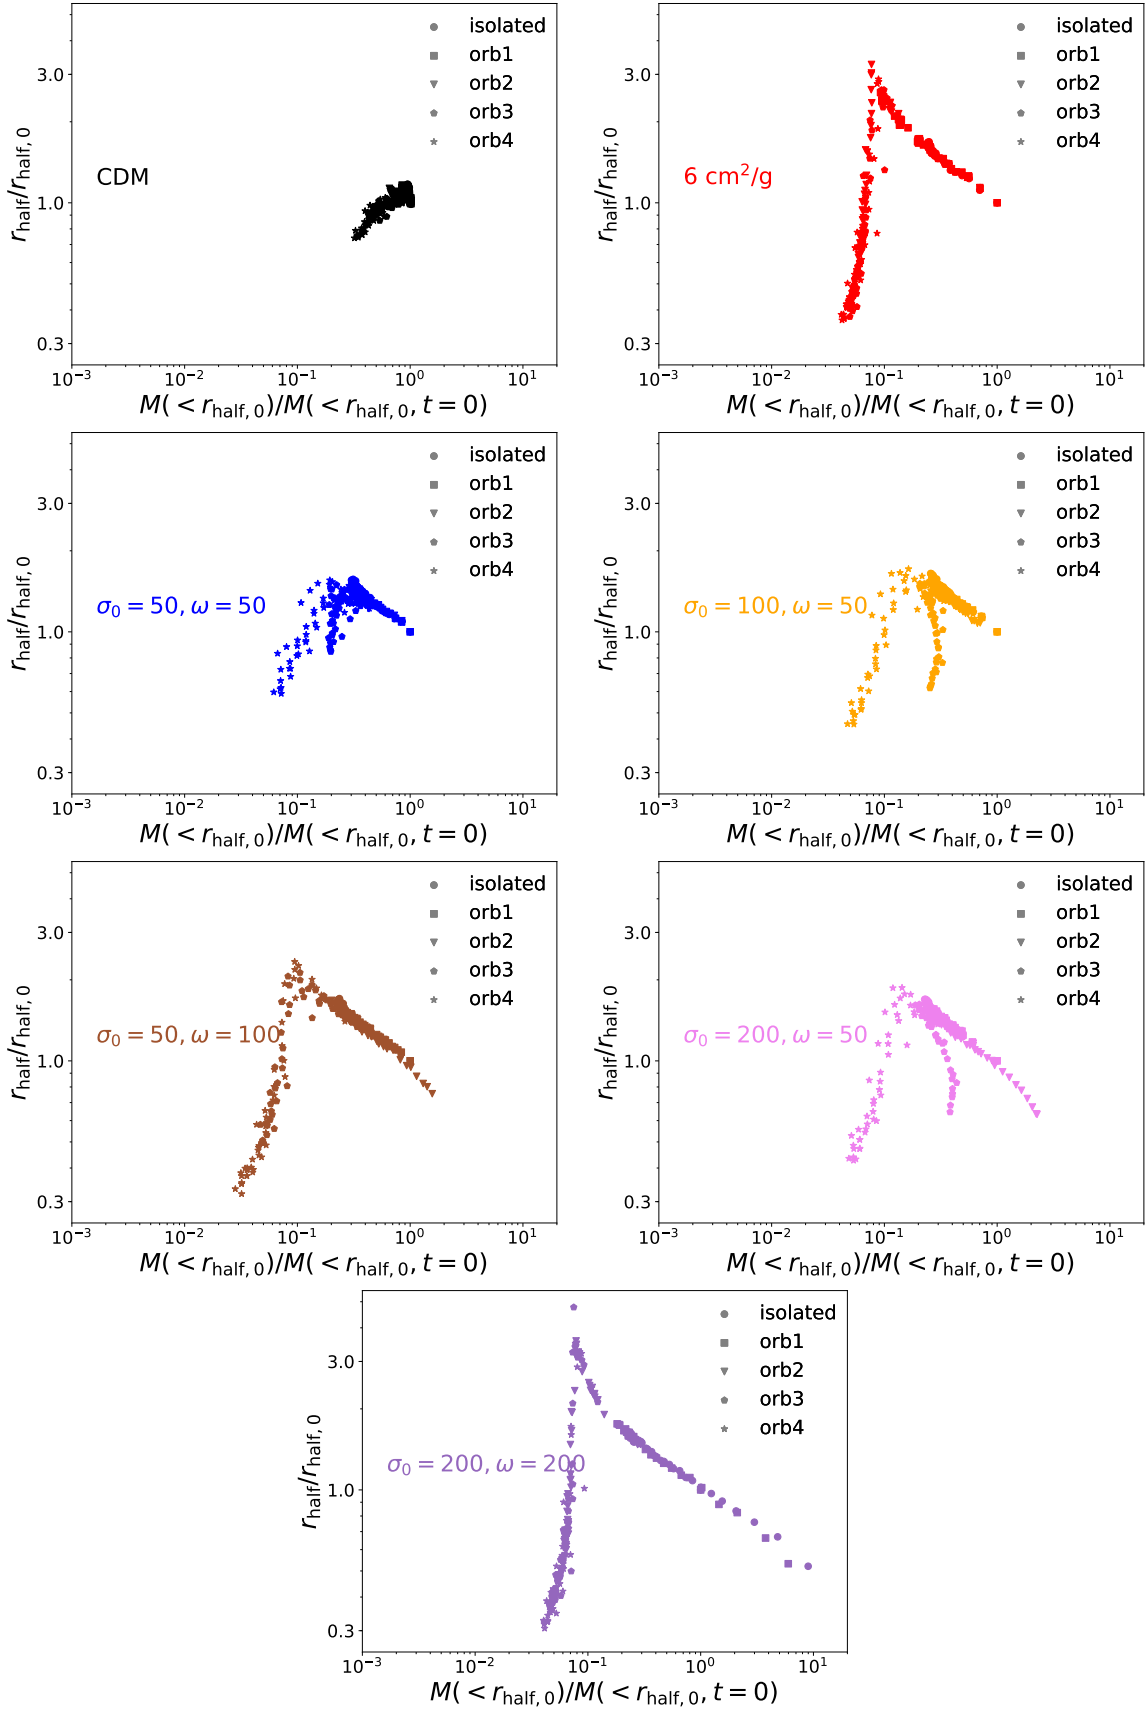 isolated
orb1
orb2
orb3
orb4
CDM
3.0
1.0
0.3
r_half/r_half, 0
10^−3 10^−2 10^−1 10^0 10^1
M(< r_half, 0)/M(< r_half, 0, t = 0)
isolated
orb1
orb2
orb3
orb4
6 cm^2/g
3.0
1.0
0.3
r_half/r_half, 0
10^−3 10^−2 10^−1 10^0 10^1
M(< r_half, 0)/M(< r_half, 0, t = 0)
isolated
orb1
orb2
orb3
orb4
σ_0 = 50, ω = 50
3.0
1.0
0.3
r_half/r_half, 0
10^−3 10^−2 10^−1 10^0 10^1
M(< r_half, 0)/M(< r_half, 0, t = 0)
isolated
orb1
orb2
orb3
orb4
σ_0 = 100, ω = 50
3.0
1.0
0.3
r_half/r_half, 0
10^−3 10^−2 10^−1 10^0 10^1
M(< r_half, 0)/M(< r_half, 0, t = 0)
isolated
orb1
orb2
orb3
orb4
σ_0 = 50, ω = 100
3.0
1.0
0.3
r_half/r_half, 0
10^−3 10^−2 10^−1 10^0 10^1
M(< r_half, 0)/M(< r_half, 0, t = 0)
isolated
orb1
orb2
orb3
orb4
σ_0 = 200, ω = 50
3.0
1.0
0.3
r_half/r_half, 0
10^−3 10^−2 10^−1 10^0 10^1
M(< r_half, 0)/M(< r_half, 0, t = 0)
isolated
orb1
orb2
orb3
orb4
σ_0 = 200, ω = 200
3.0
1.0
0.3
r_half/r_half, 0
10^−3 10^−2 10^−1 10^0 10^1
M(< r_half, 0)/M(< r_half, 0, t = 0)